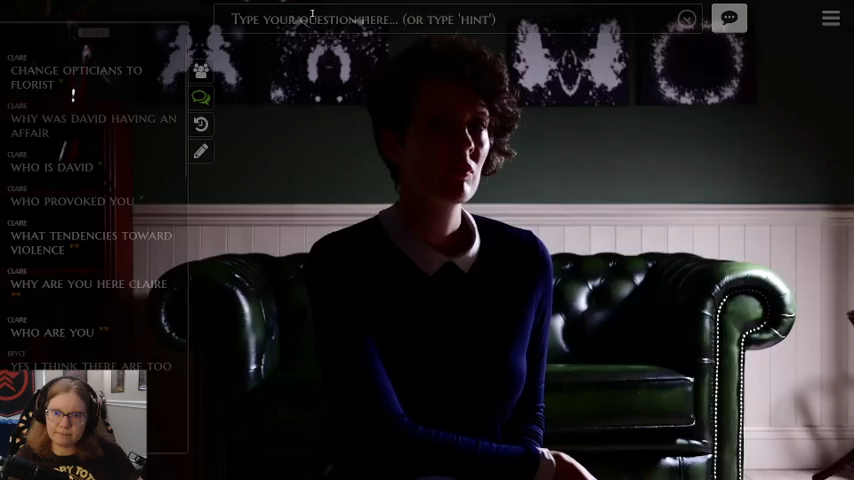 Type your question here... (or type 'hint')
CLAIRE
CHANGE OPTICIANS TO
FLORIST
CLAIRE
WHY WAS DAVID HAVING AN
AFFAIR
CLAIRE
WHO IS DAVID *
CLAIRE
WHO PROVOKED YOU *
CLAIRE
WHAT TENDENCIES TOWARD
VIOLENCE **
CLAIRE
WHY ARE YOU HERE CLAIRE
**
CLAIRE
WHO ARE YOU **
BRYCE
YES I THINK THERE ARE TOO